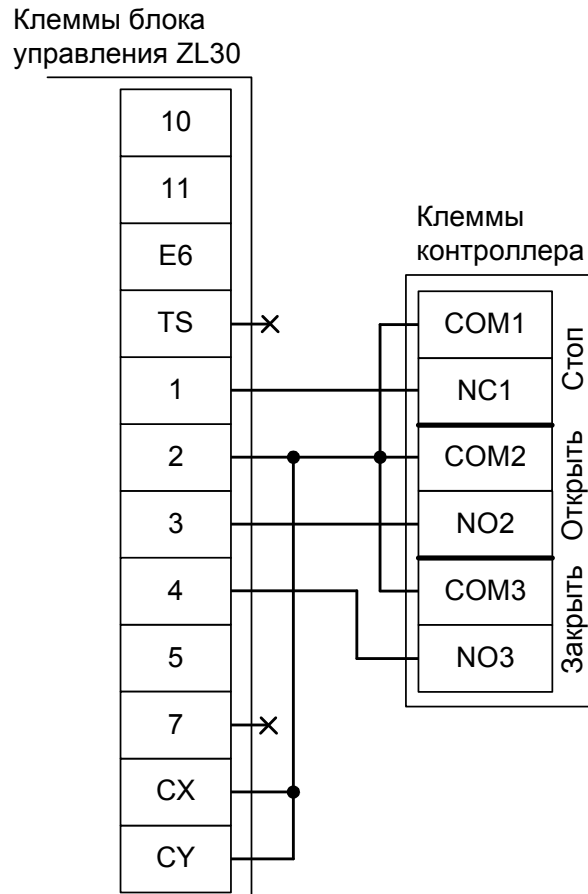 Клеммы блока
управления ZL30
10
11
E6
TS
1
2
3
4
5
7
CX
CY
Клеммы
контроллера
COM1
NC1
COM2
NO2
COM3
NO3
Стоп
Открыть
Закрыть